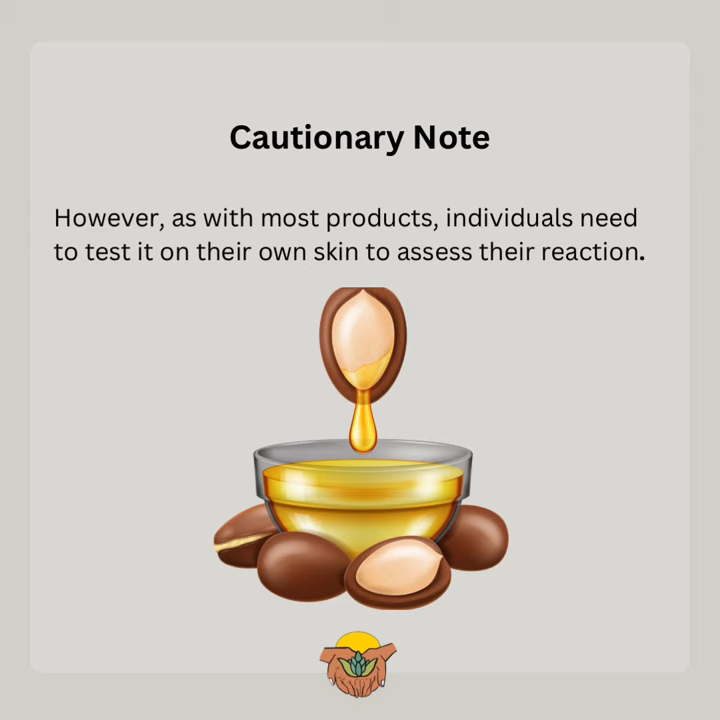 Cautionary Note
However, as with most products, individuals need
to test it on their own skin to assess their reaction.